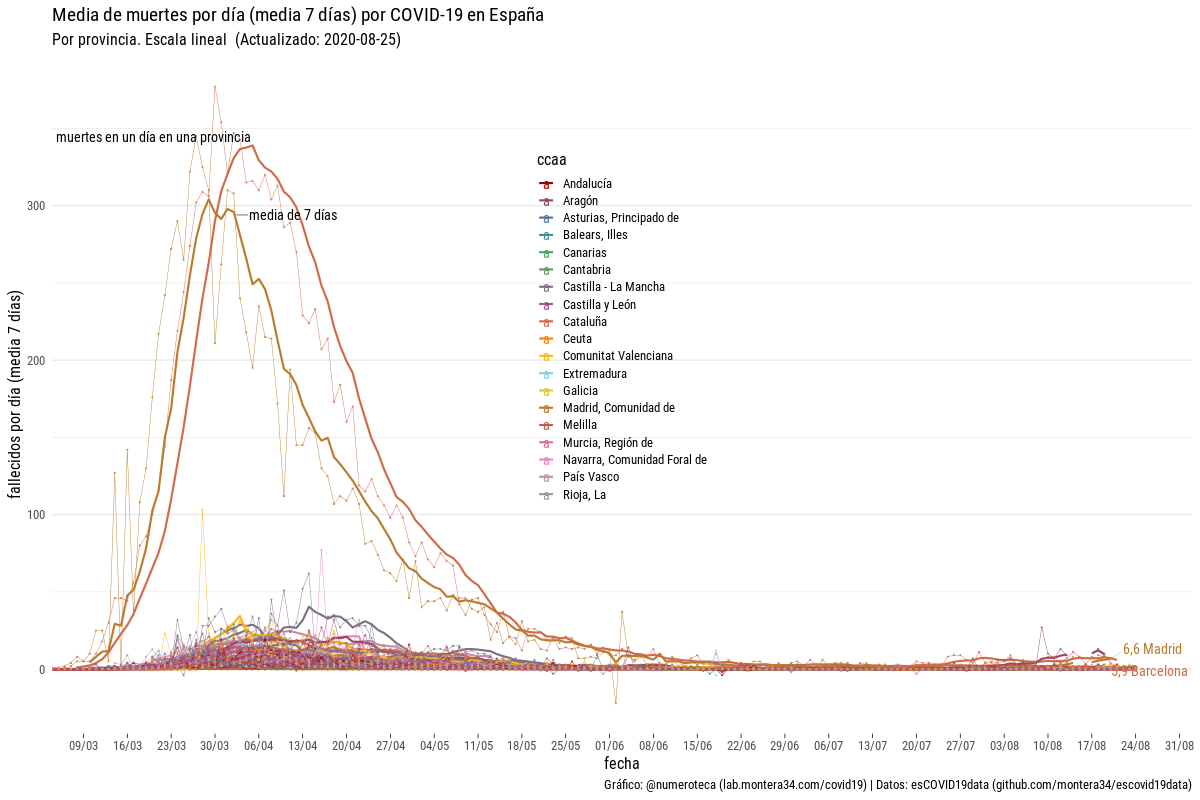 Media de muertes por día (media 7 días) por COVID-19 en España
Por provincia. Escala lineal (Actualizado: 2020-08-25)
muertes en un día en una provincia
media de 7 días
ccaa
Andalucía
Aragón
Asturias, Principado de
Balears, Illes
Canarias
Cantabria
Castilla - La Mancha
Castilla y León
Cataluña
Ceuta
Comunitat Valenciana
Extremadura
Galicia
Madrid, Comunidad de
Melilla
Murcia, Región de
Navarra, Comunidad Foral de
País Vasco
Rioja, La
fallecidos por día (media 7 días)
300
200
100
0
6,6 Madrid
5,9 Barcelona
09/03 16/03 23/03 30/03 06/04 13/04 20/04 27/04 04/05 11/05 18/05 25/05 01/06 08/06 15/06 22/06 29/06 06/07 13/07 20/07 27/07 03/08 10/08 17/08 24/08 31/08
fecha
Gráfico: @numeroteca (lab.montera34.com/covid19) | Datos: esCOVID19data (github.com/montera34/escovid19data)